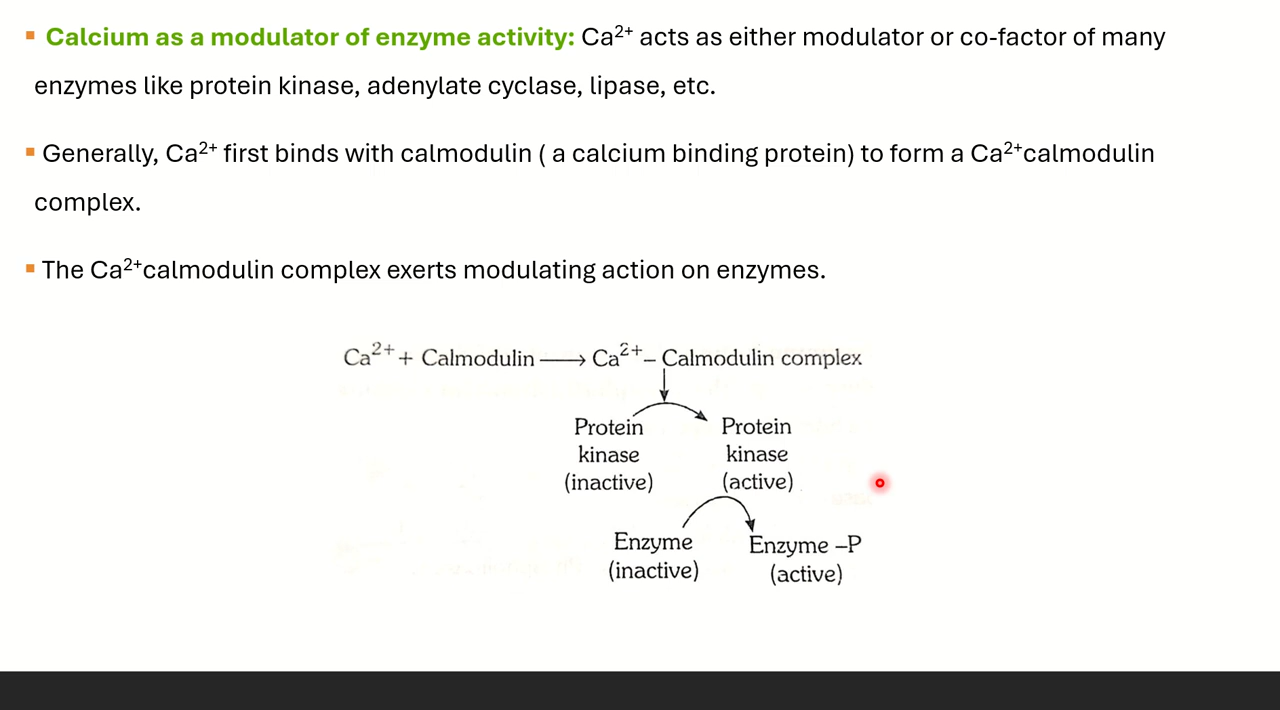 ▪ Calcium as a modulator of enzyme activity: Ca²⁺ acts as either modulator or co-factor of many
enzymes like protein kinase, adenylate cyclase, lipase, etc.
▪ Generally, Ca²⁺ first binds with calmodulin ( a calcium binding protein) to form a Ca²⁺calmodulin
complex.
▪ The Ca²⁺calmodulin complex exerts modulating action on enzymes.
Ca²⁺ + Calmodulin ⟶ Ca²⁺– Calmodulin complex
Protein
kinase
(inactive)
Protein
kinase
(active)
Enzyme
(inactive)
Enzyme –P
(active)